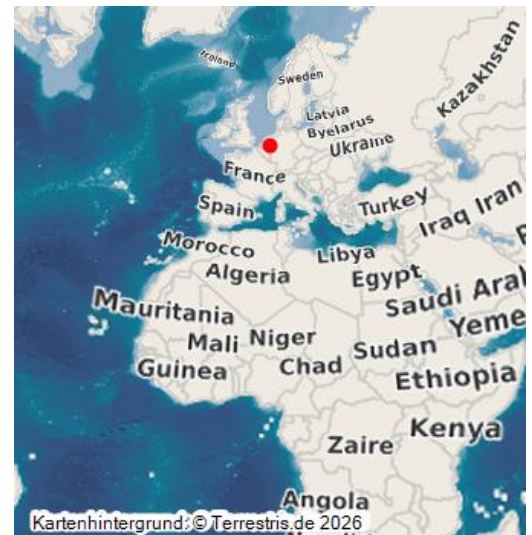 Iceland
Sweden
Kazakhstan
Latvia
Byelarus
Ukraine
France
Spain
Turkey
Iraq Iran
Morocco
Libya
Algeria
Egypt
Saudi Arab
Mauritania
Yeme
Mali Niger
Sudan
Guinea
Chad
Ethiopia
Kenya
Zaire
Angola
Kartenhintergrund: © Terrestris.de 2026